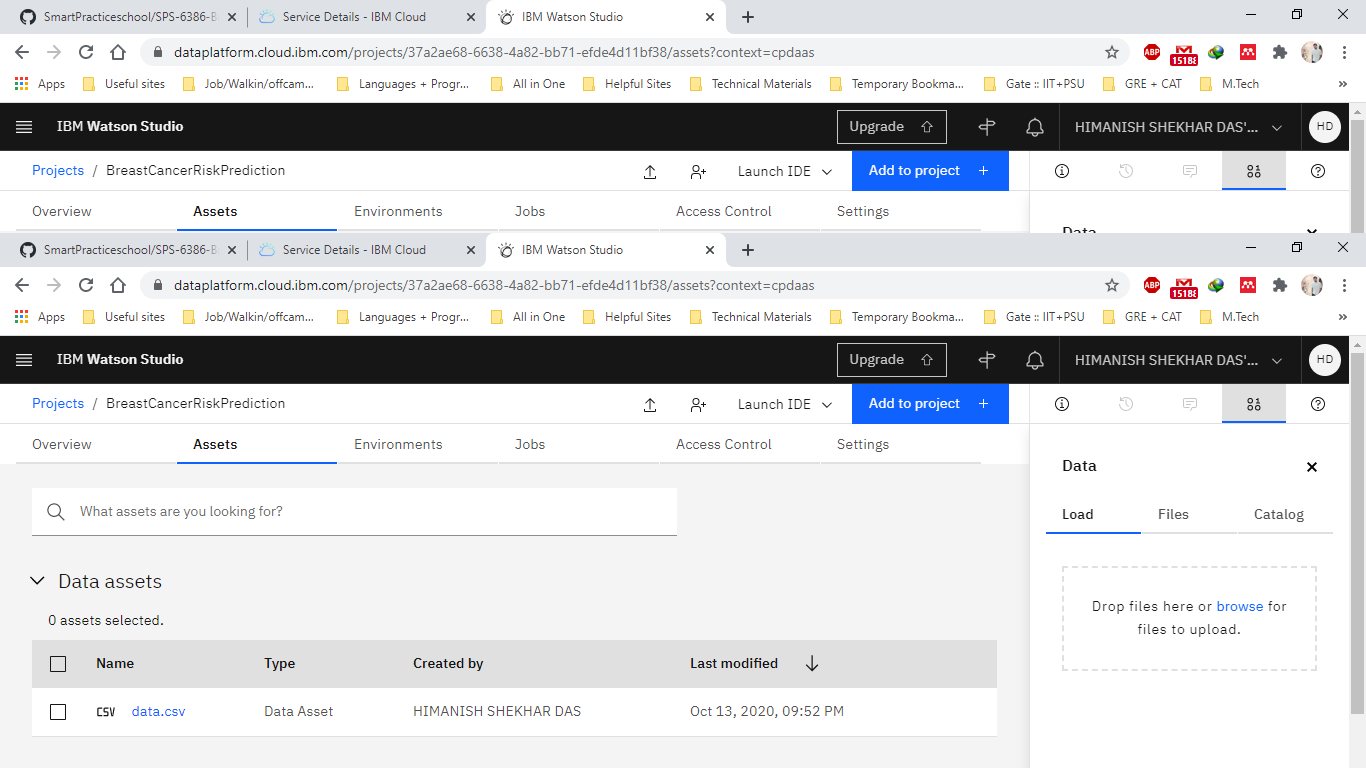 SmartPracticeschool/SPS-6386-B
Service Details - IBM Cloud
IBM Watson Studio
dataplatform.cloud.ibm.com/projects/37a2ae68-6638-4a82-bb71-efde4d11bf38/assets?context=cpdaas
ABP
15188
Apps Useful sites Job/Walkin/offcam... Languages + Progr... All in One Helpful Sites Technical Materials Temporary Bookma... Gate :: IIT+PSU GRE + CAT M.Tech »
IBM Watson Studio Upgrade HIMANISH SHEKHAR DAS'... HD
Projects / BreastCancerRiskPrediction Launch IDE Add to project +
Overview Assets Environments Jobs Access Control Settings
Data
SmartPracticeschool/SPS-6386-B
Service Details - IBM Cloud
IBM Watson Studio
dataplatform.cloud.ibm.com/projects/37a2ae68-6638-4a82-bb71-efde4d11bf38/assets?context=cpdaas
ABP
15188
Apps Useful sites Job/Walkin/offcam... Languages + Progr... All in One Helpful Sites Technical Materials Temporary Bookma... Gate :: IIT+PSU GRE + CAT M.Tech »
IBM Watson Studio Upgrade HIMANISH SHEKHAR DAS'... HD
Projects / BreastCancerRiskPrediction Launch IDE Add to project +
Overview Assets Environments Jobs Access Control Settings
What assets are you looking for?
Data assets
0 assets selected.
Name Type Created by Last modified
CSV data.csv Data Asset HIMANISH SHEKHAR DAS Oct 13, 2020, 09:52 PM
Data
Load Files Catalog
Drop files here or browse for
files to upload.